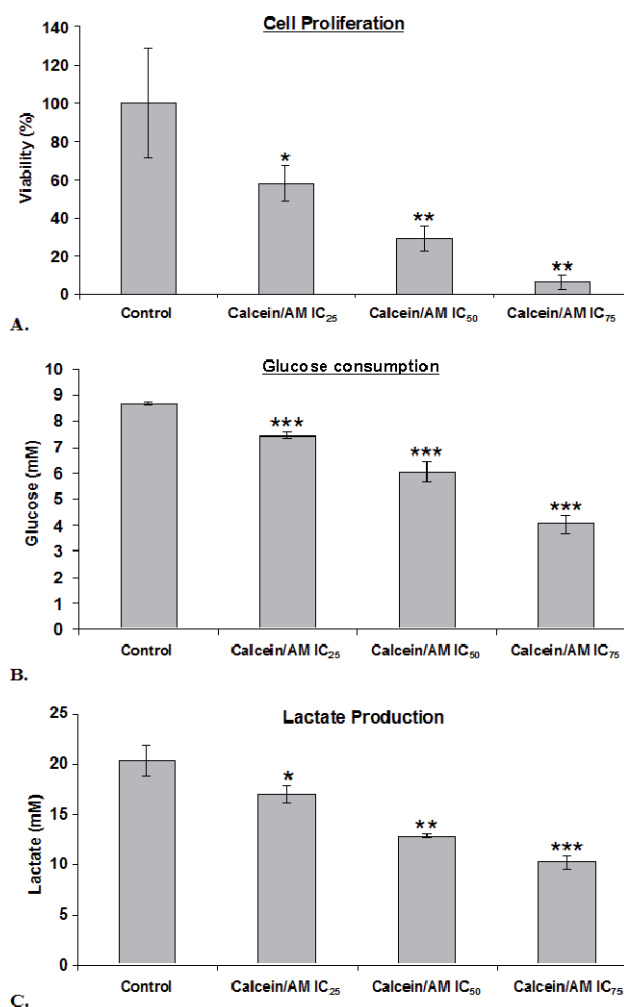 Cell Proliferation
140
120
100
80
60
40
20
0
Viability (%)
*
**
**
Control Calcein/AM IC25 Calcein/AM IC50 Calcein/AM IC75
A.
Glucose consumption
10
9
8
7
6
5
4
3
2
1
0
Glucose (mM)
***
***
***
Control Calcein/AM IC25 Calcein/AM IC50 Calcein/AM IC75
B.
Lactate Production
25
20
15
10
5
0
Lactate (mM)
*
**
***
Control Calcein/AM IC25 Calcein/AM IC50 Calcein/AM IC75
C.